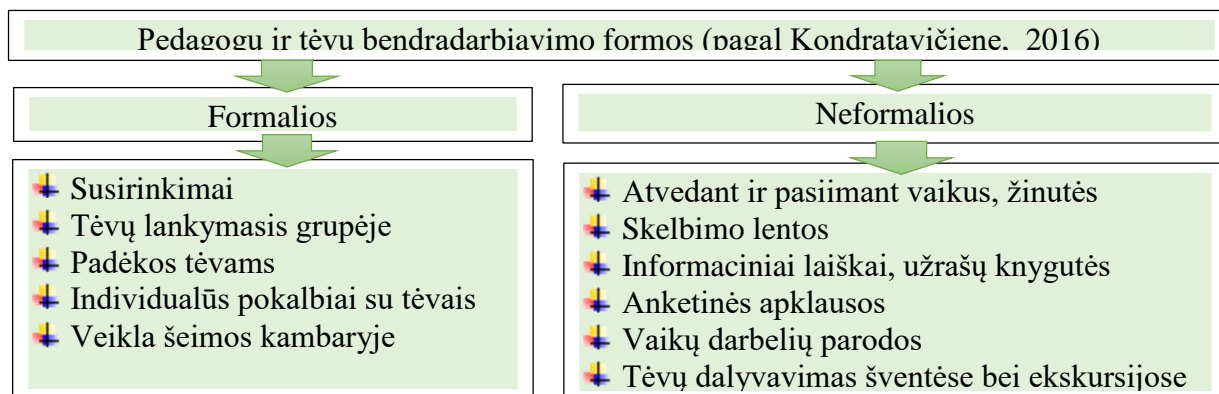 Pedagogų ir tėvų bendradarbiavimo formos (pagal Kondratavičienę, 2016)
Formalios
Susirinkimai
Tėvų lankymasis grupėje
Padėkos tėvams
Individualūs pokalbiai su tėvais
Veikla šeimos kambaryje
Neformalios
Atvedant ir pasiimant vaikus, žinutės
Skelbimo lentos
Informaciniai laiškai, užrašų knygutės
Anketinės apklausos
Vaikų darbelių parodos
Tėvų dalyvavimas šventėse bei ekskursijose